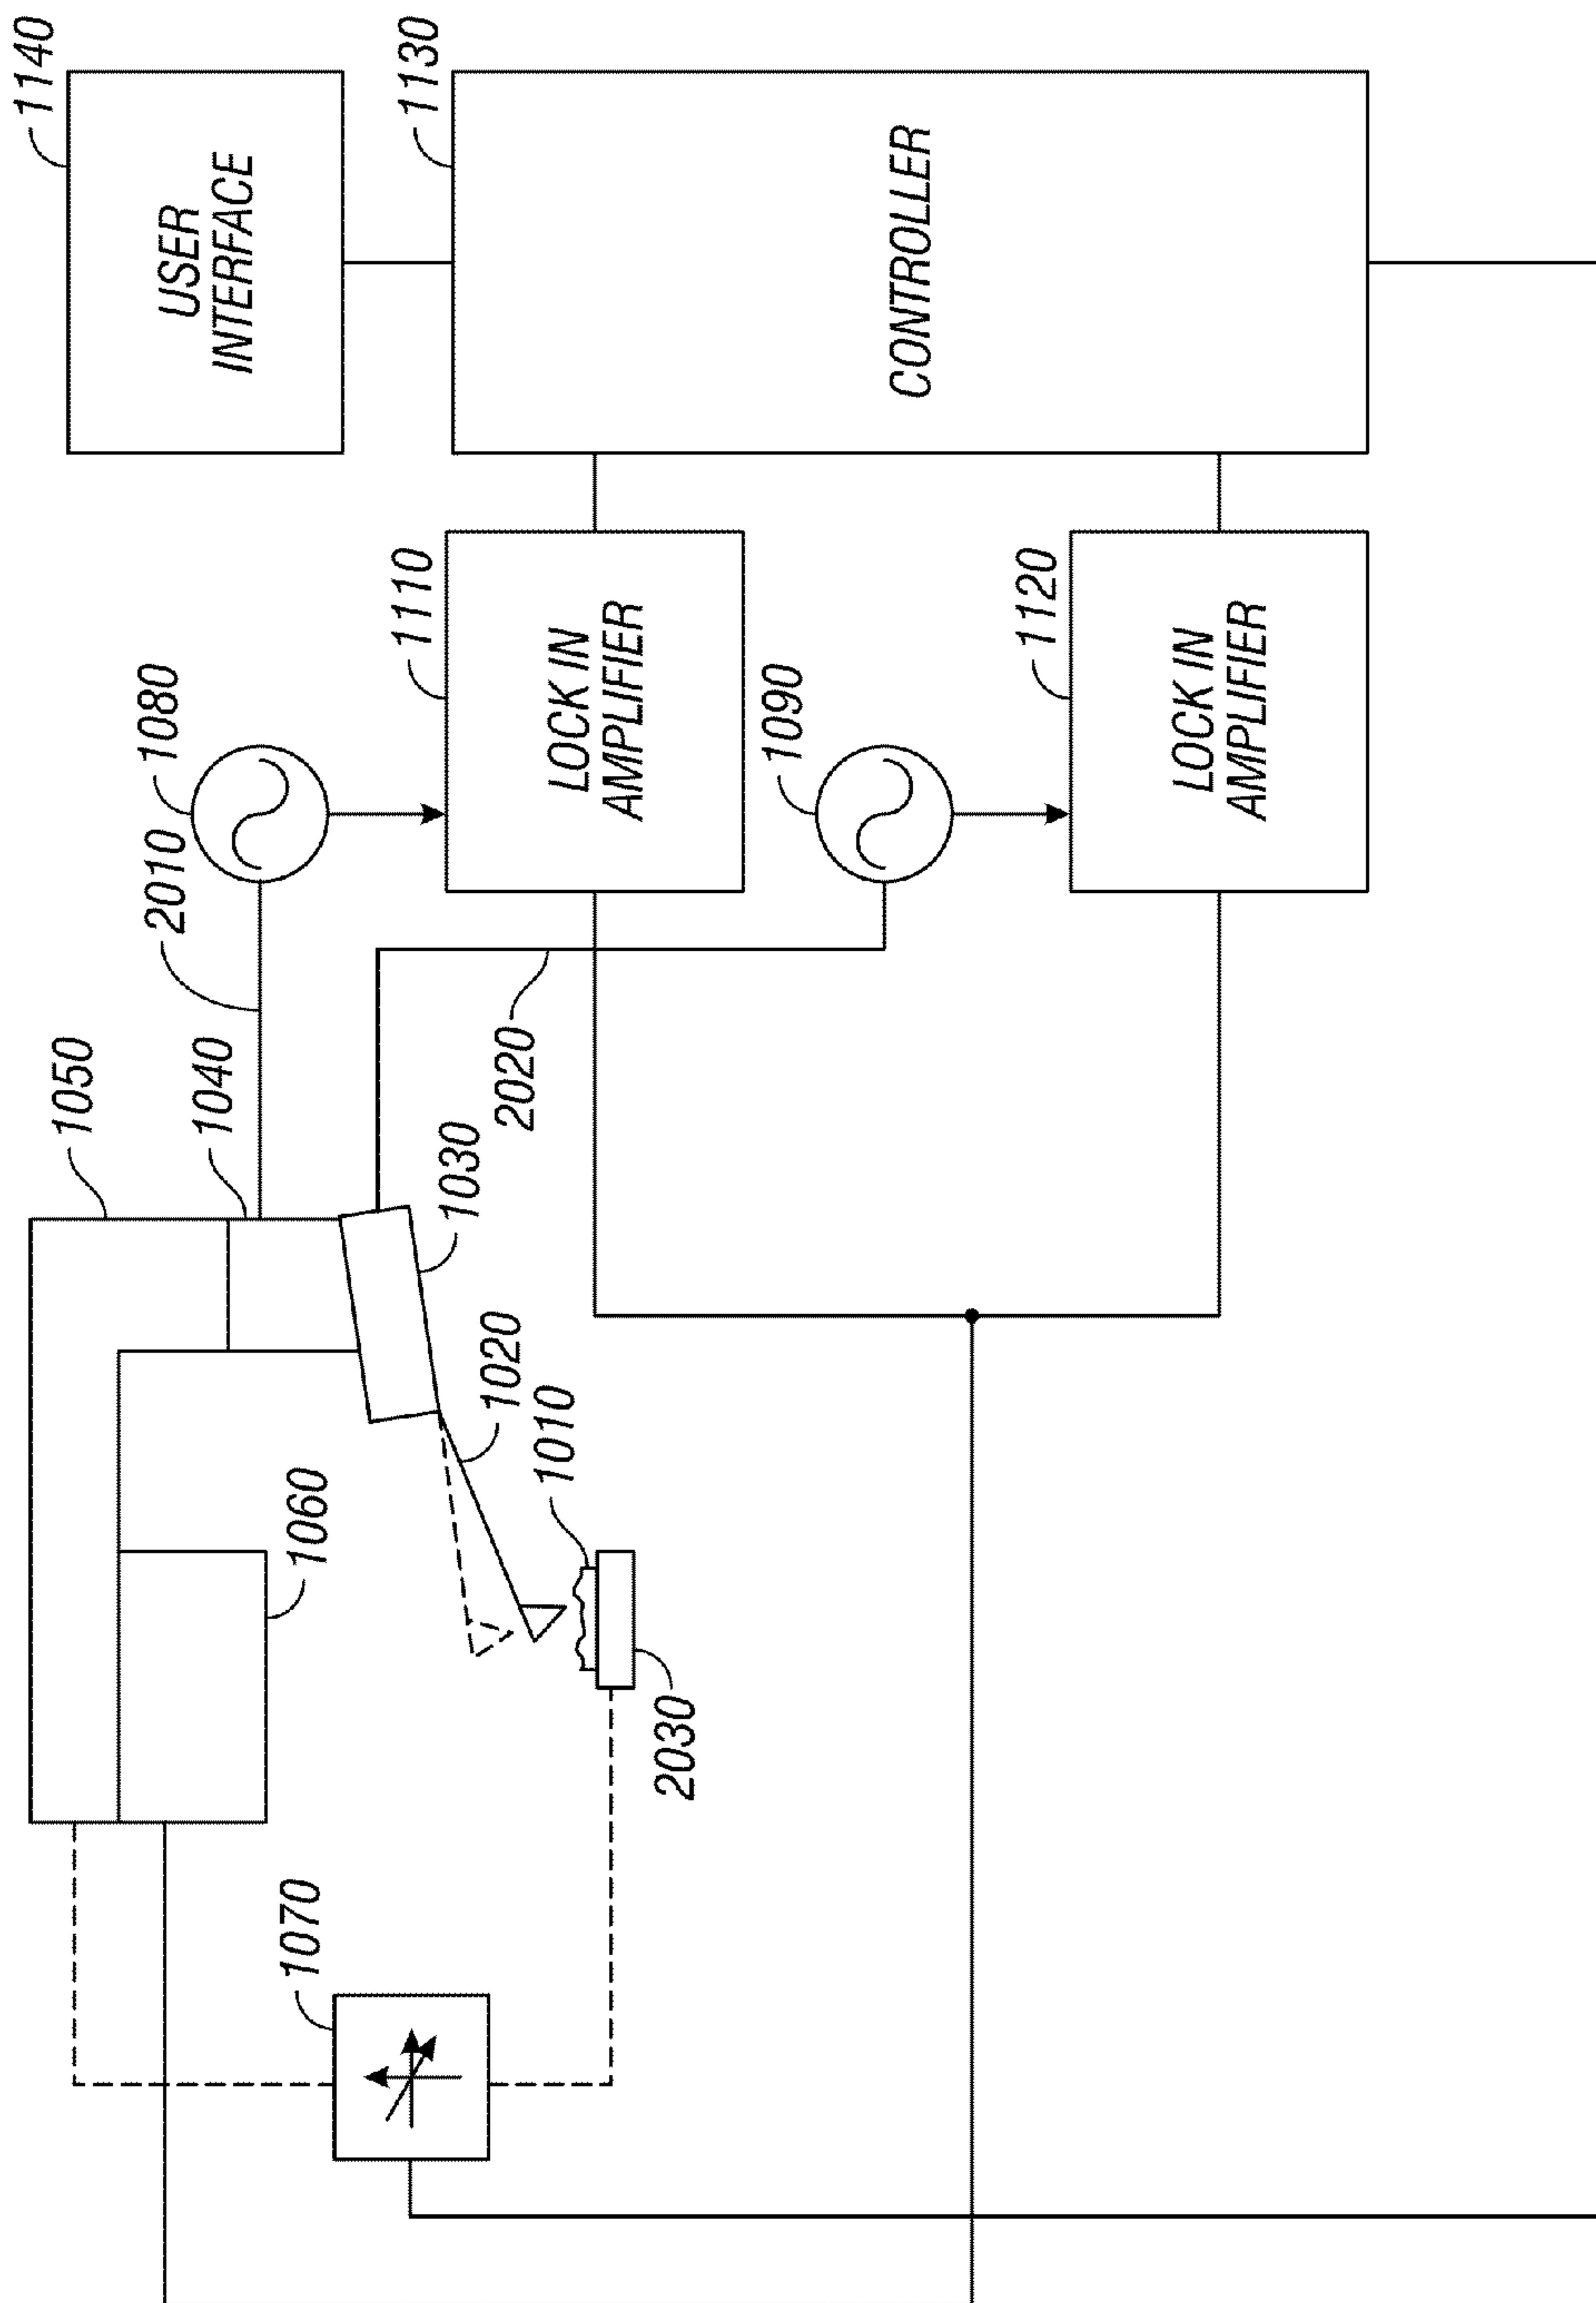 1140
USER
INTERFACE
1130
CONTROLLER
1110
LOCK IN
AMPLIFIER
1120
LOCK IN
AMPLIFIER
1080
1090
2010
2020
1050
1040
1030
1020
1010
1060
2030
1070